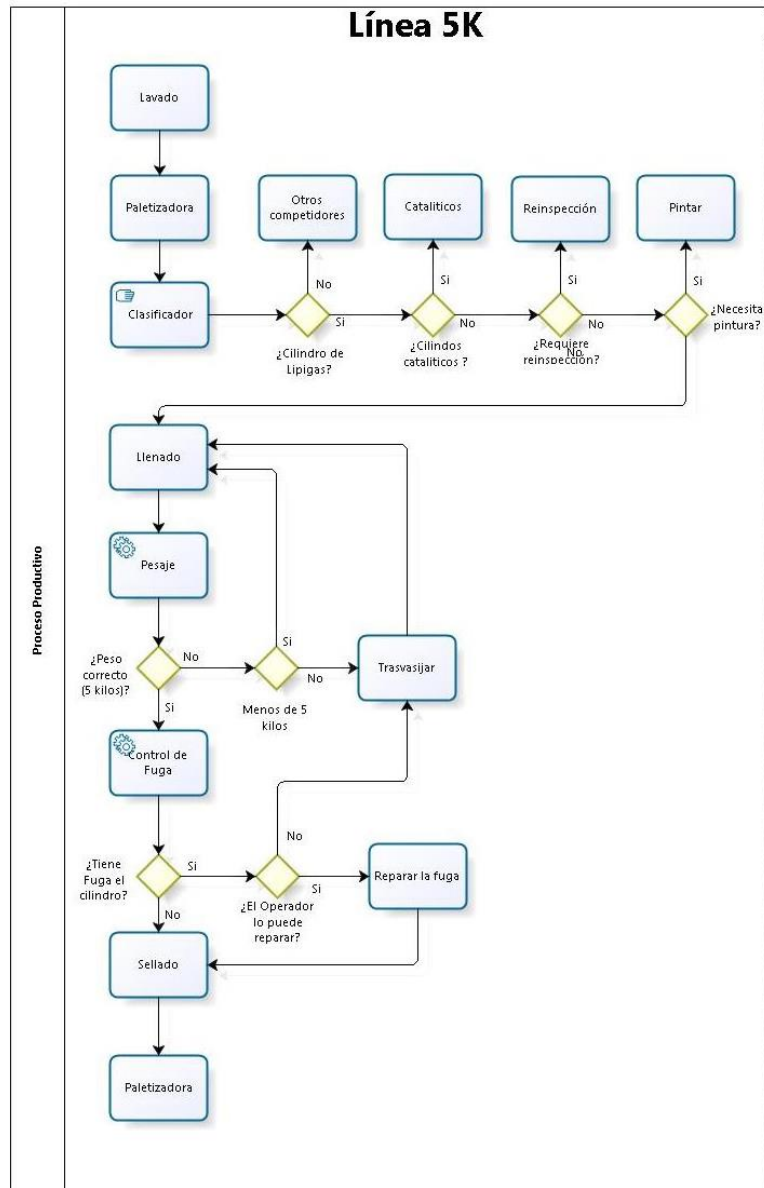 Línea 5K
Proceso Productivo
Lavado
Paletizadora
Clasificador
Otros
competidores
No
Si
¿Cilindro de
Lipigas?
Cataliticos
Si
No
¿Cilindos
cataliticos ?
Reinspección
Si
No
¿Requiere
No
reinspección?
Pintar
Si
¿Necesita
pintura?
Llenado
Pesaje
¿Peso
correcto
(5 kilos)?
No
Si
Si
No
Menos de 5
kilos
Trasvasijar
Control de
Fuga
¿Tiene
Fuga el
cilindro?
Si
No
No
Si
¿El Operador
lo puede
reparar?
Reparar la fuga
Sellado
Paletizadora